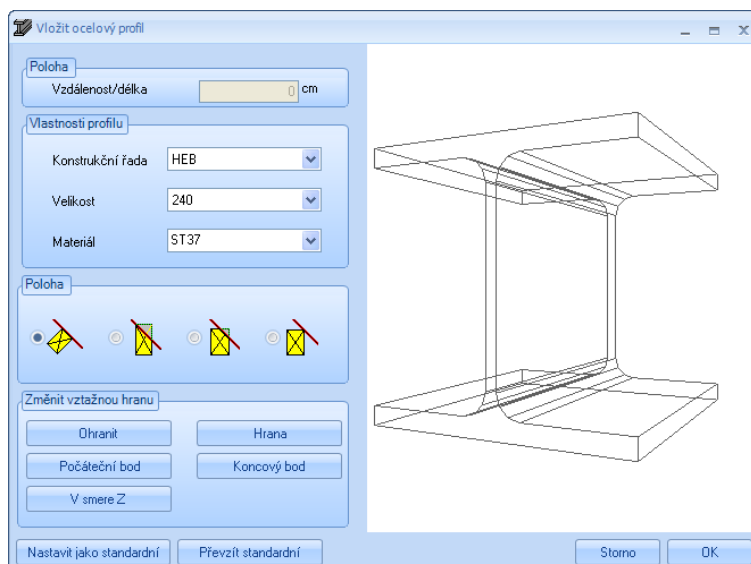 Vložit ocelový profil
Poloha
Vzdálenost/délka 0 cm
Vlastnosti profilu
Konstrukční řada HEB
Velikost 240
Materiál ST37
Poloha
Změnit vztažnou hranu
Ohranit Hrana
Počáteční bod Koncový bod
V smere Z
Nastavit jako standardní Převzít standardní Storno OK